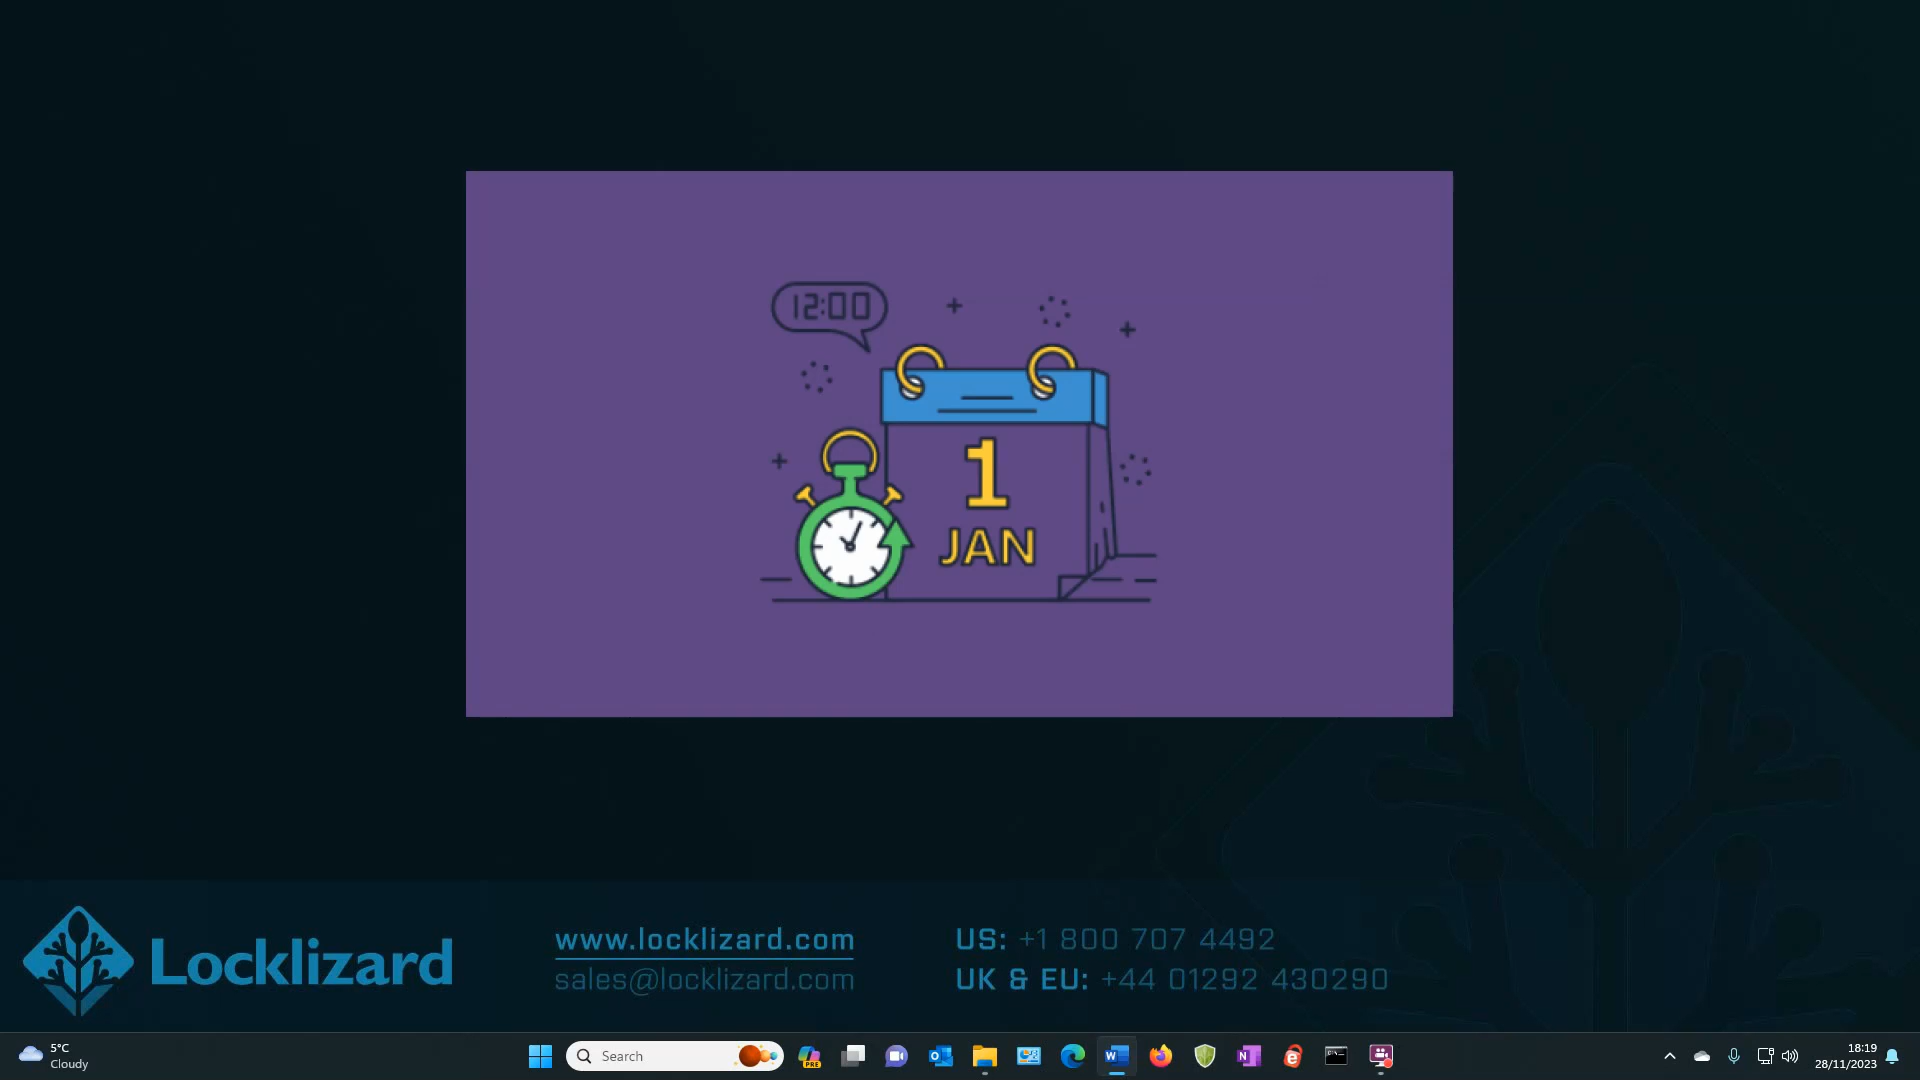 12:00
1
JAN
Locklizard
www.locklizard.com
sales@locklizard.com
US: +1 800 707 4492
UK & EU: +44 01292 430290
5°C
Cloudy
Search
PRE
18:19
28/11/2023